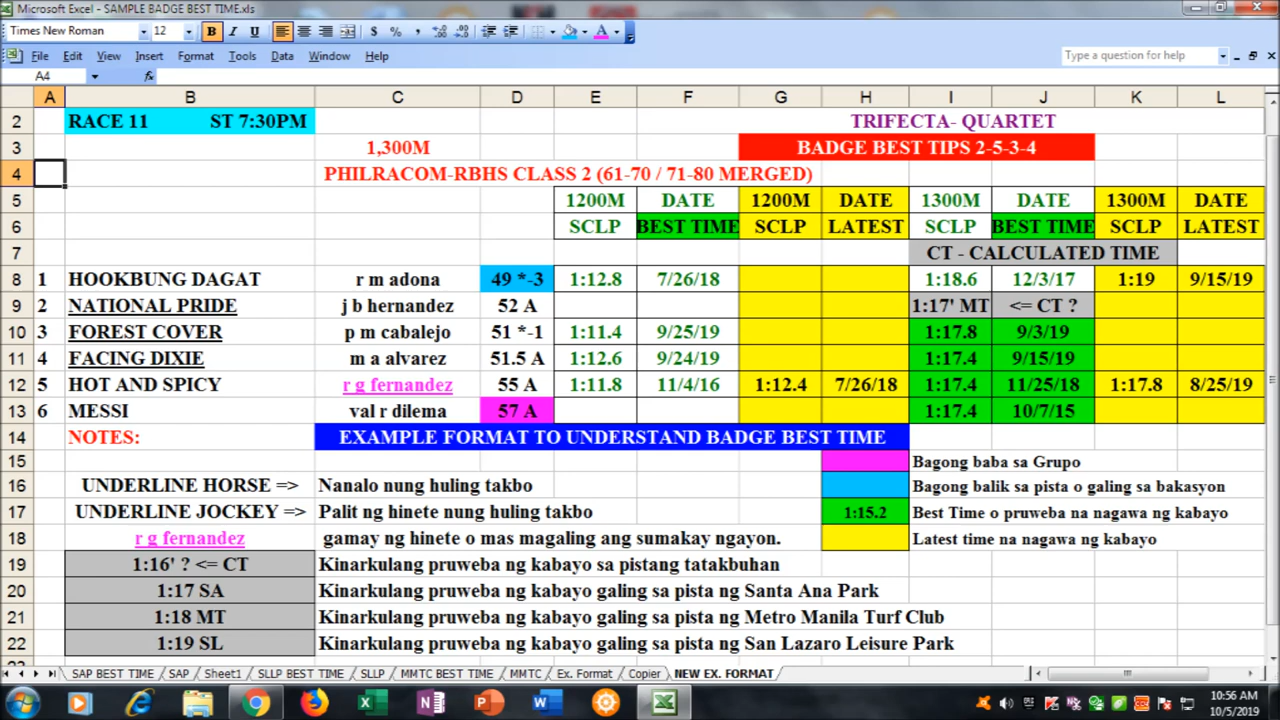 Microsoft Excel - SAMPLE BADGE BEST TIME.xls
Times New Roman 12 B I U $ % ,
File Edit View Insert Format Tools Data Window Help Type a question for help
A4 fx
A B C D E F G H I J K L
2 RACE 11 ST 7:30PM TRIFECTA- QUARTET
3 1,300M BADGE BEST TIPS 2-5-3-4
4 PHILRACOM-RBHS CLASS 2 (61-70 / 71-80 MERGED)
5 1200M DATE 1200M DATE 1300M DATE 1300M DATE
6 SCLP BEST TIME SCLP LATEST SCLP BEST TIME SCLP LATEST
7 CT - CALCULATED TIME
8 1 HOOKBUNG DAGAT r m adona 49 *-3 1:12.8 7/26/18 1:18.6 12/3/17 1:19 9/15/19
9 2 NATIONAL PRIDE j b hernandez 52 A 1:17' MT <= CT ?
10 3 FOREST COVER p m cabalejo 51 *-1 1:11.4 9/25/19 1:17.8 9/3/19
11 4 FACING DIXIE m a alvarez 51.5 A 1:12.6 9/24/19 1:17.4 9/15/19
12 5 HOT AND SPICY r g fernandez 55 A 1:11.8 11/4/16 1:12.4 7/26/18 1:17.4 11/25/18 1:17.8 8/25/19
13 6 MESSI val r dilema 57 A 1:17.4 10/7/15
14 NOTES: EXAMPLE FORMAT TO UNDERSTAND BADGE BEST TIME
15 Bagong baba sa Grupo
16 UNDERLINE HORSE => Nanalo nung huling takbo Bagong balik sa pista o galing sa bakasyon
17 UNDERLINE JOCKEY => Palit ng hinete nung huling takbo 1:15.2 Best Time o pruweba na nagawa ng kabayo
18 r g fernandez gamay ng hinete o mas magaling ang sumakay ngayon. Latest time na nagawa ng kabayo
19 1:16' ? <= CT Kinarkulang pruweba ng kabayo sa pistang tatakbuhan
20 1:17 SA Kinarkulang pruweba ng kabayo galing sa pista ng Santa Ana Park
21 1:18 MT Kinarkulang pruweba ng kabayo galing sa pista ng Metro Manila Turf Club
22 1:19 SL Kinarkulang pruweba ng kabayo galing sa pista ng San Lazaro Leisure Park
SAP BEST TIME SAP Sheet1 SLLP BEST TIME SLLP MMTC BEST TIME MMTC Ex. Format Copier NEW EX. FORMAT
10:56 AM
10/5/2019